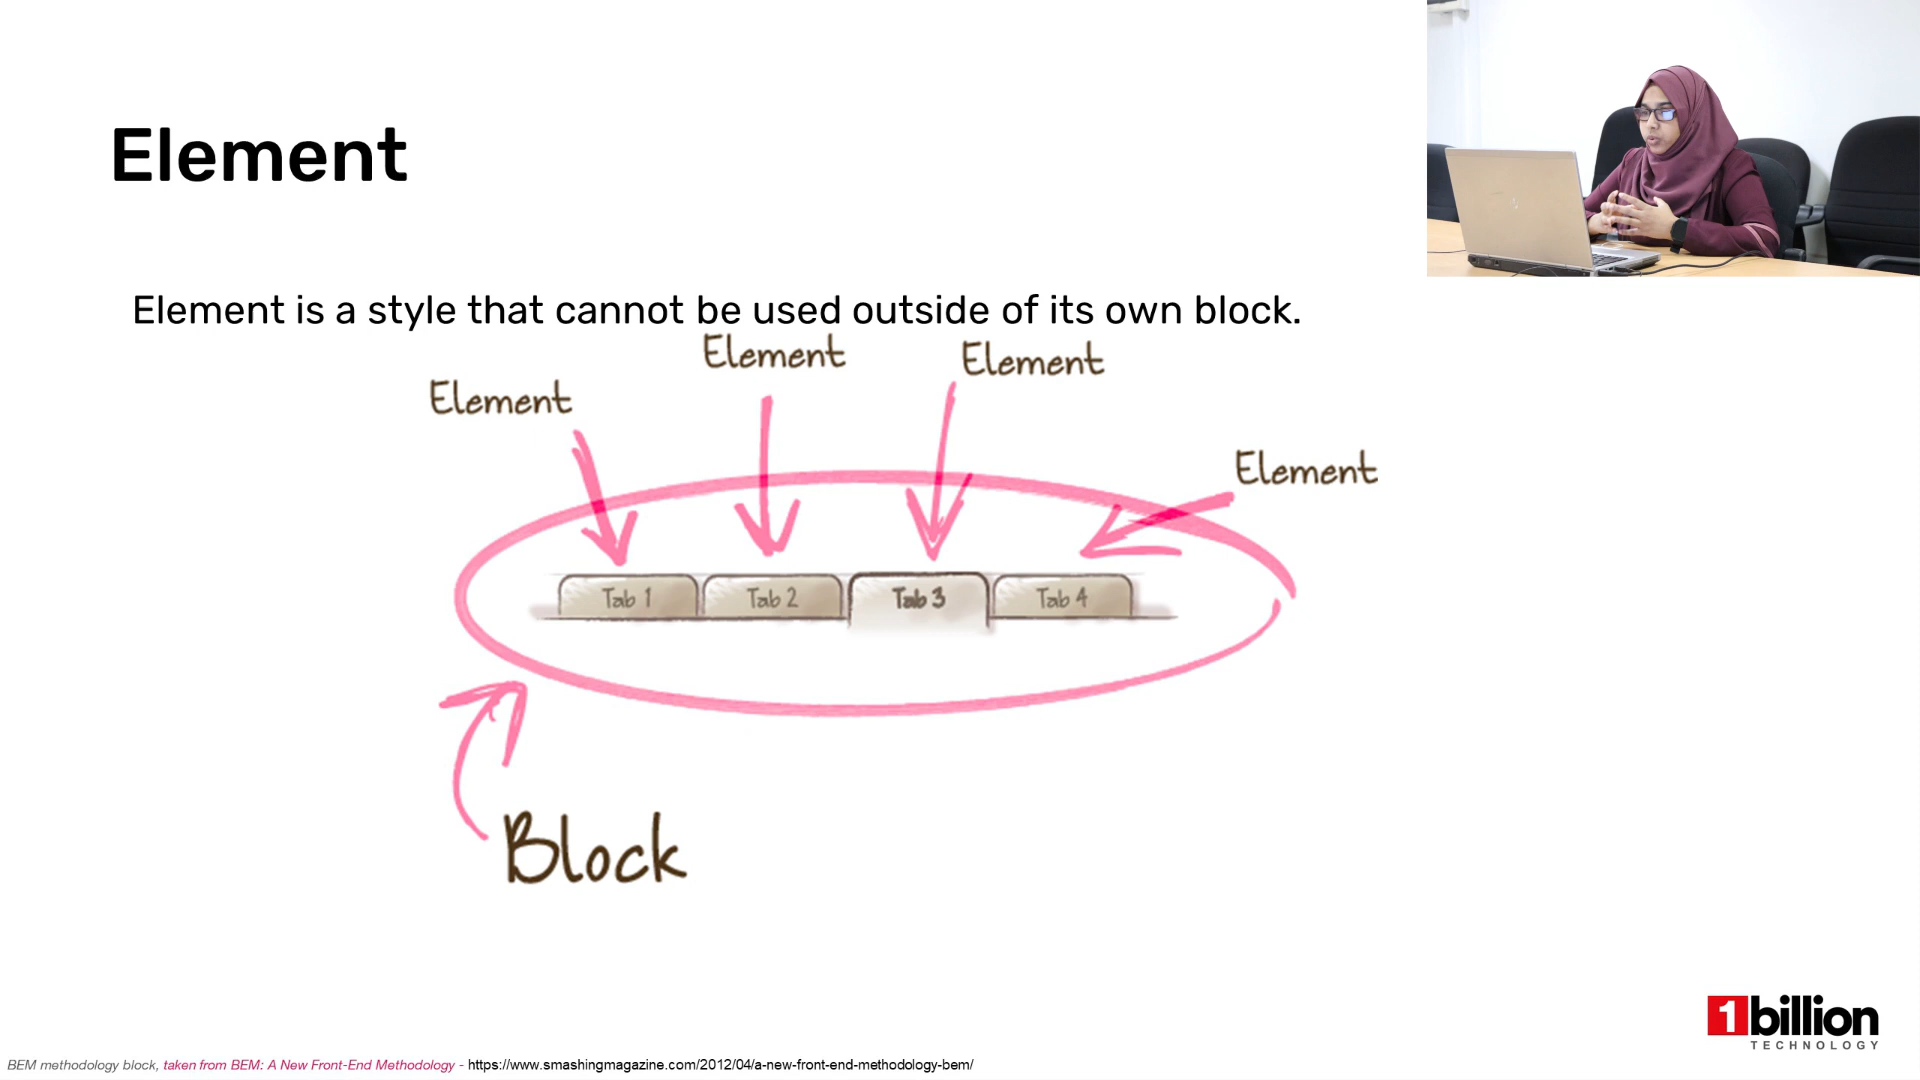 Element
Element is a style that cannot be used outside of its own block.
Element
Element
Element
Element
Tab 1
Tab 2
Tab 3
Tab 4
Block
1billion
TECHNOLOGY
BEM methodology block, taken from BEM: A New Front-End Methodology - https://www.smashingmagazine.com/2012/04/a-new-front-end-methodology-bem/